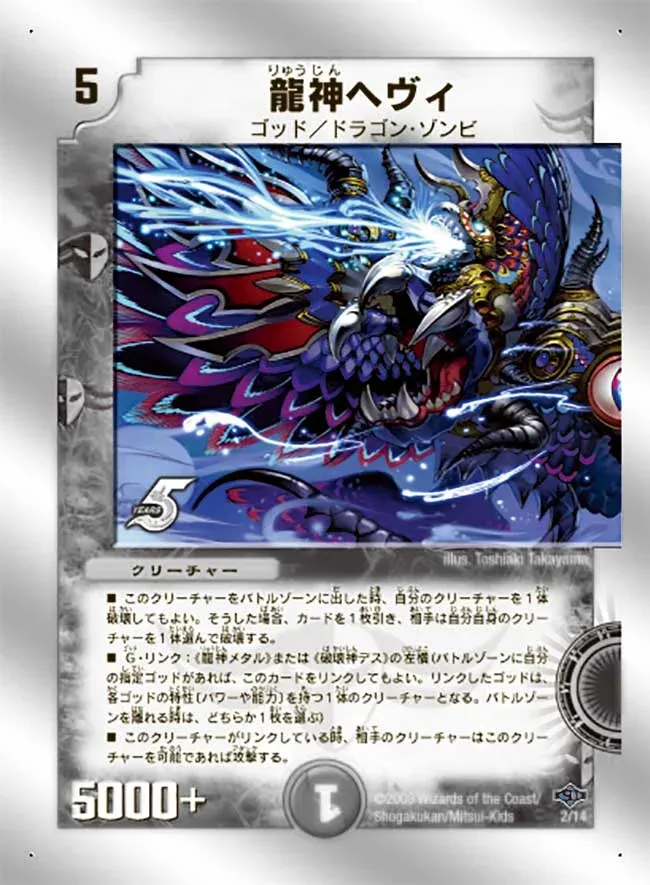 5
りゅうじん
龍神ヘヴィ
ゴッド／ドラゴン・ゾンビ
5
YEARS
illus. Toshiaki Takayama
クリーチャー
■ このクリーチャーをバトルゾーンに出した時、自分のクリーチャーを1体
破壊してもよい。そうした場合、カードを1枚引き、相手は自分自身のクリー
チャーを1体選んで破壊する。
■ G・リンク：《龍神メタル》または《破壊神デス》の左横（バトルゾーンに自分
の指定ゴッドがあれば、このカードをリンクしてもよい。リンクしたゴッドは、
各ゴッドの特性[パワーや能力]を持つ1体のクリーチャーとなる。バトルゾー
ンを離れる時は、どちらか1枚を選ぶ）
■ このクリーチャーがリンクしている時、相手のクリーチャーはこのクリー
チャーを可能であれば攻撃する。
5000+
1
©2008 Wizards of the Coast/
Shogakukan/Mitsui-Kids
2/14